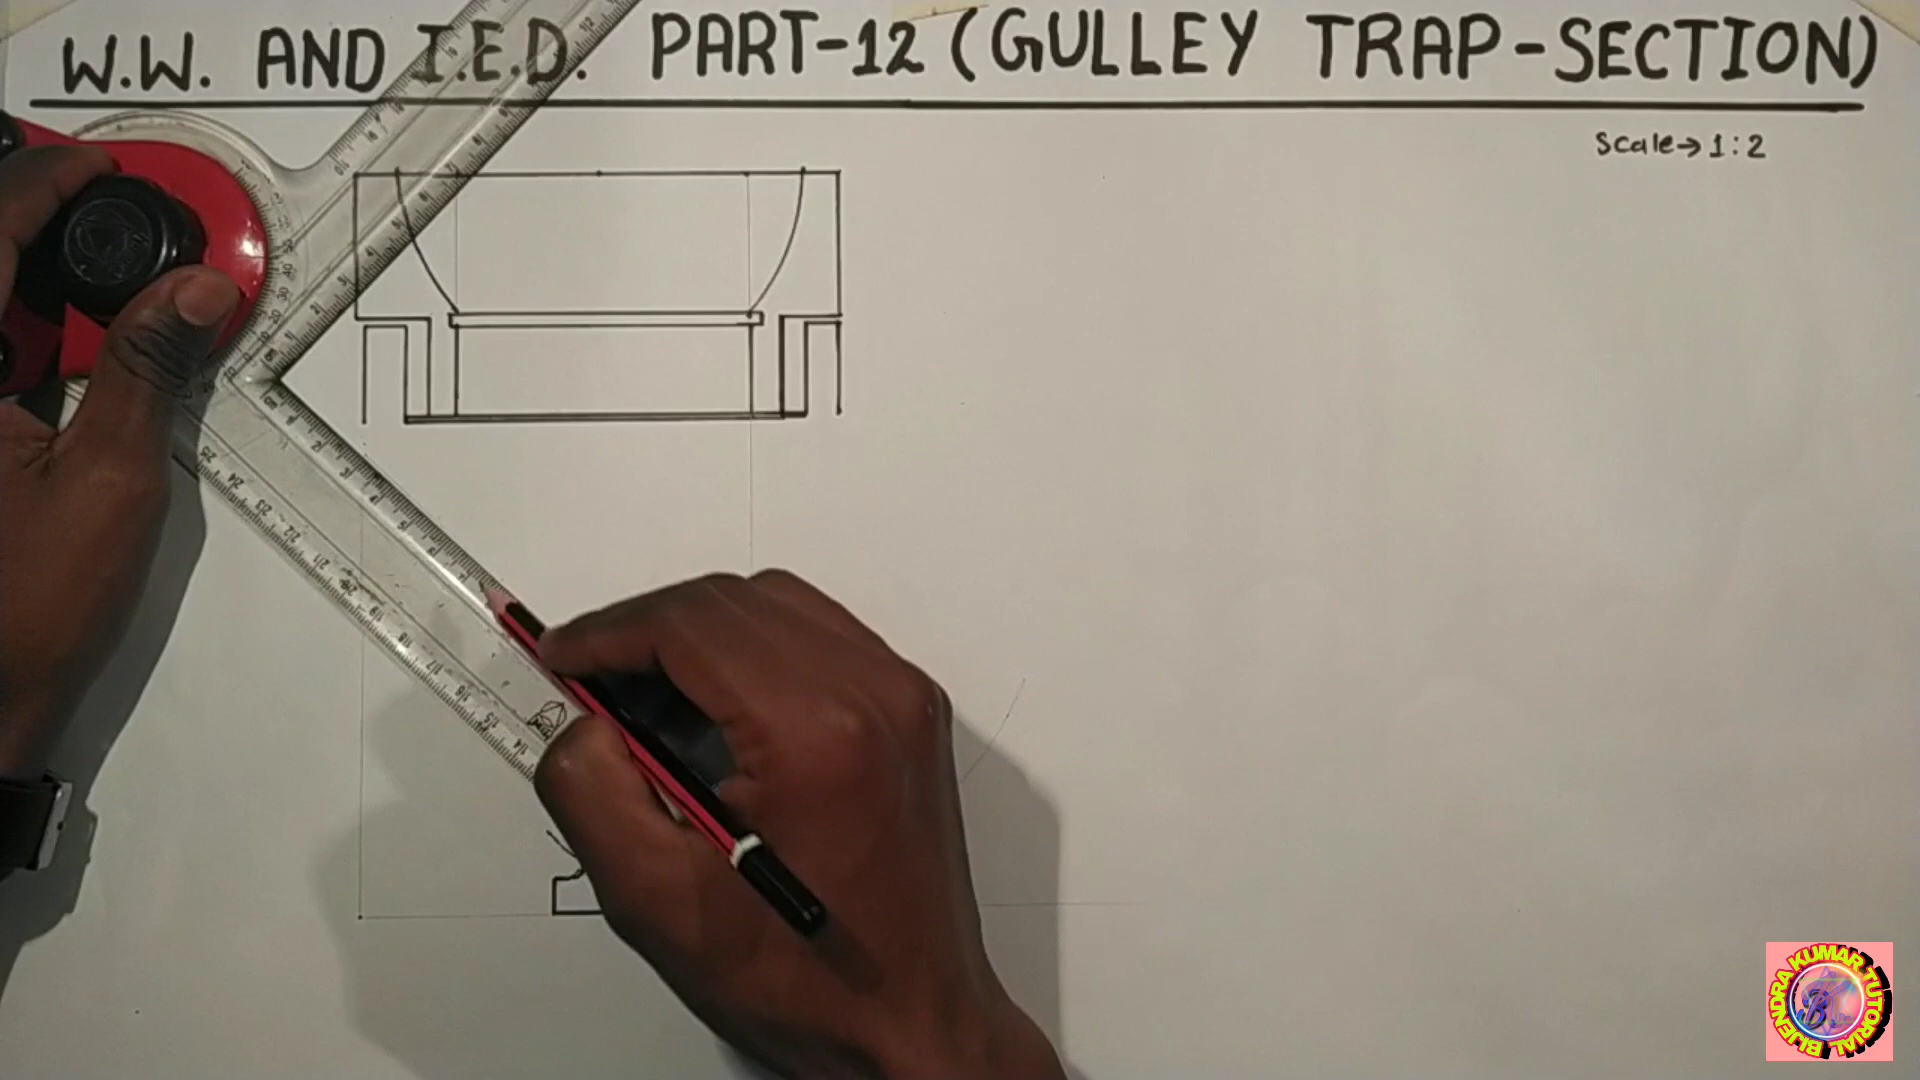 W.W. AND I.E.D. PART-12 (GULLEY TRAP-SECTION)
Scale→1:2
BIJENDRA KUMAR TUTORIAL